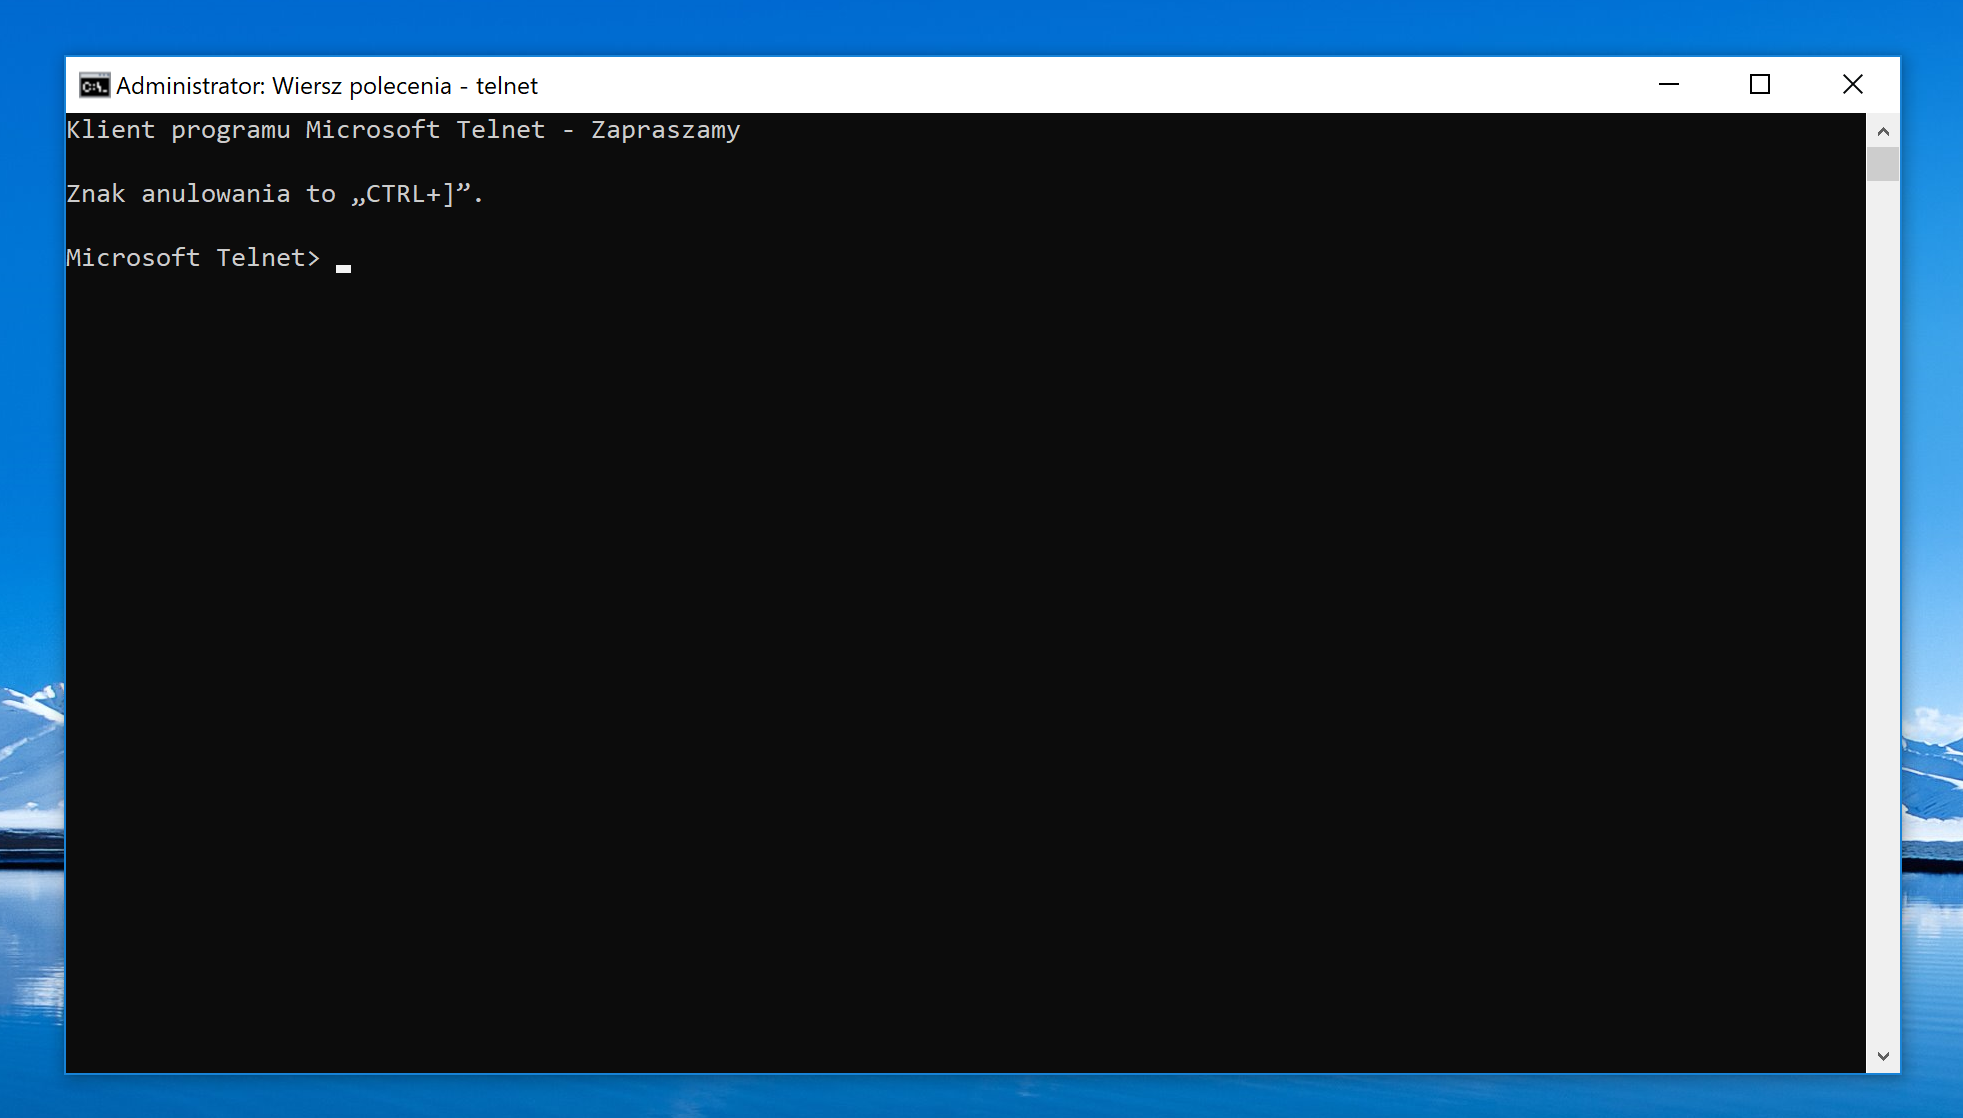 Administrator: Wiersz polecenia - telnet
Klient programu Microsoft Telnet - Zapraszamy
Znak anulowania to „CTRL+]”.
Microsoft Telnet>